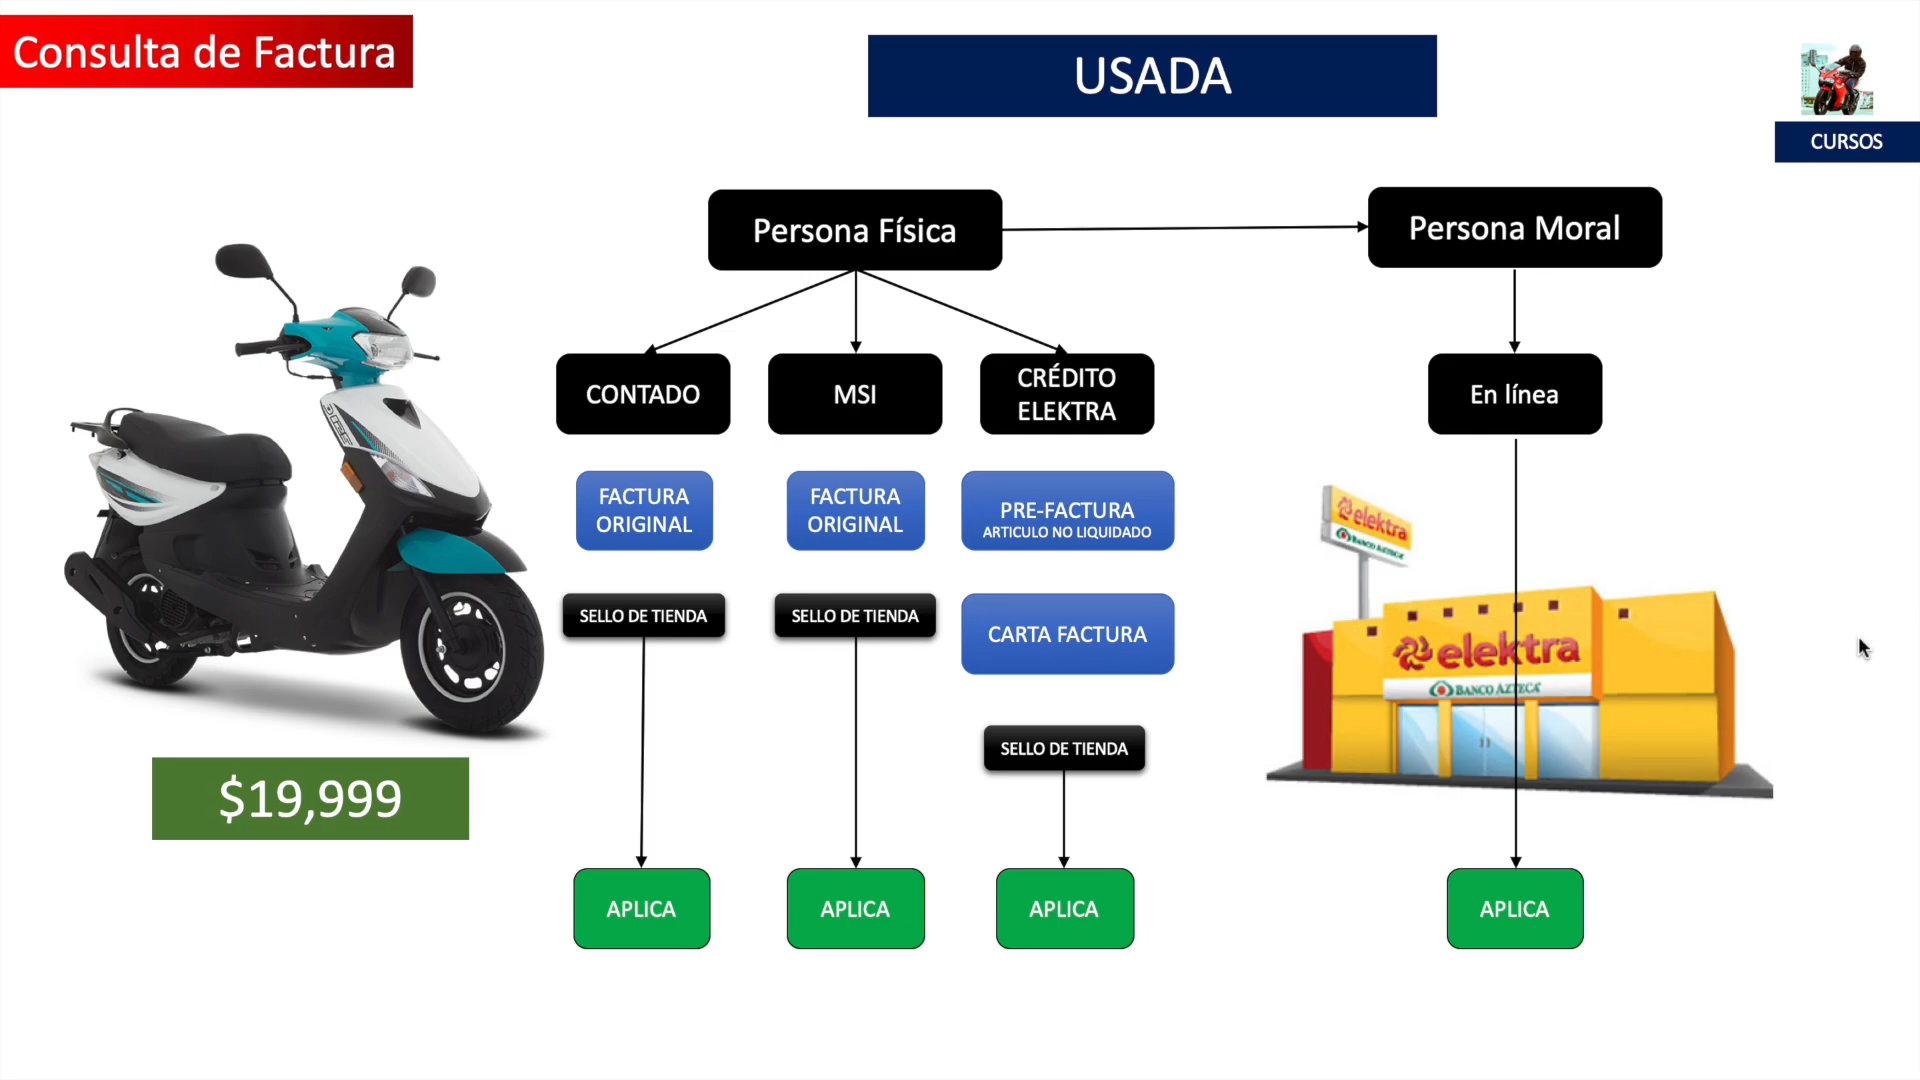 Consulta de Factura
USADA
CURSOS
Persona Física
Persona Moral
CONTADO
MSI
CRÉDITO
ELEKTRA
En línea
FACTURA
ORIGINAL
FACTURA
ORIGINAL
PRE-FACTURA
ARTICULO NO LIQUIDADO
elektra
BANCO AZTECA
SELLO DE TIENDA
SELLO DE TIENDA
CARTA FACTURA
elektra
BANCO AZTECA
SELLO DE TIENDA
$19,999
APLICA
APLICA
APLICA
APLICA